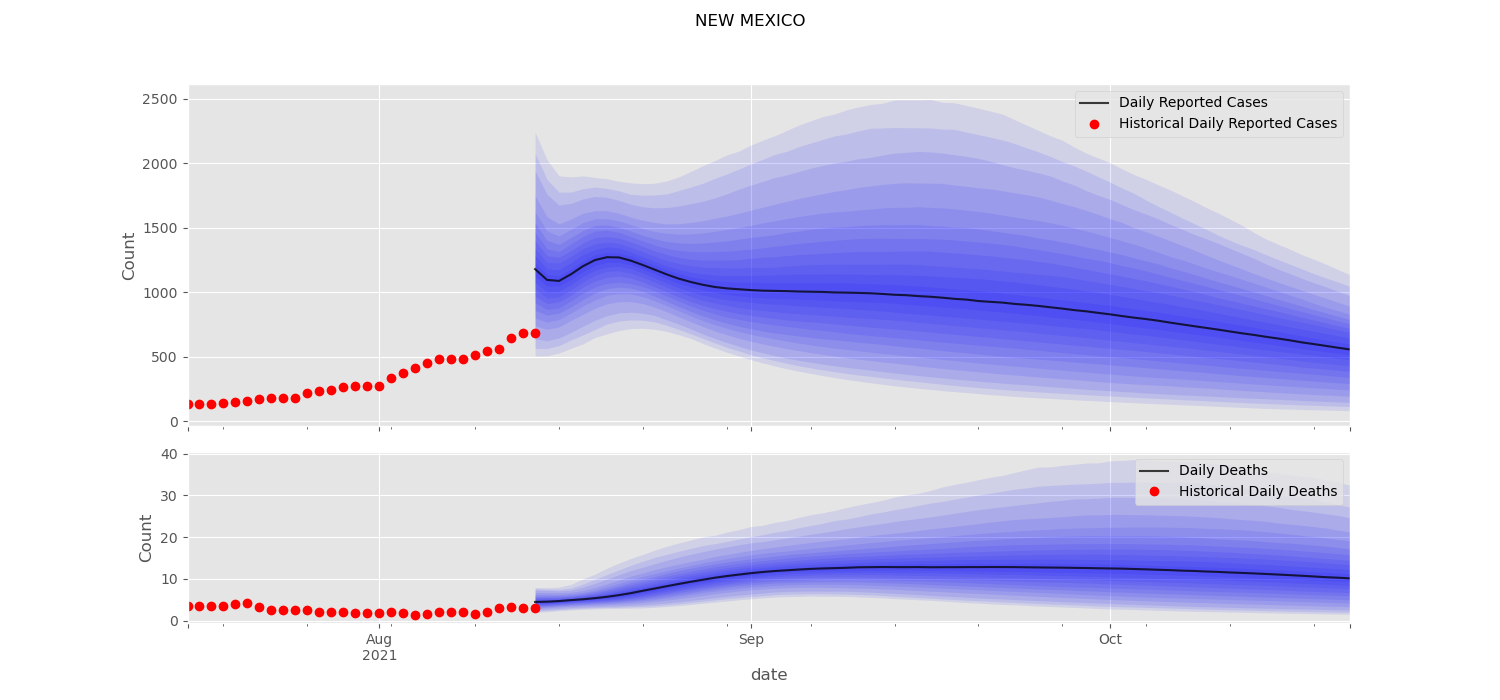 NEW MEXICO
2500
2000
1500
1000
500
0
Count
Daily Reported Cases
Historical Daily Reported Cases
40
30
20
10
0
Count
Daily Deaths
Historical Daily Deaths
Aug
2021
Sep
Oct
date